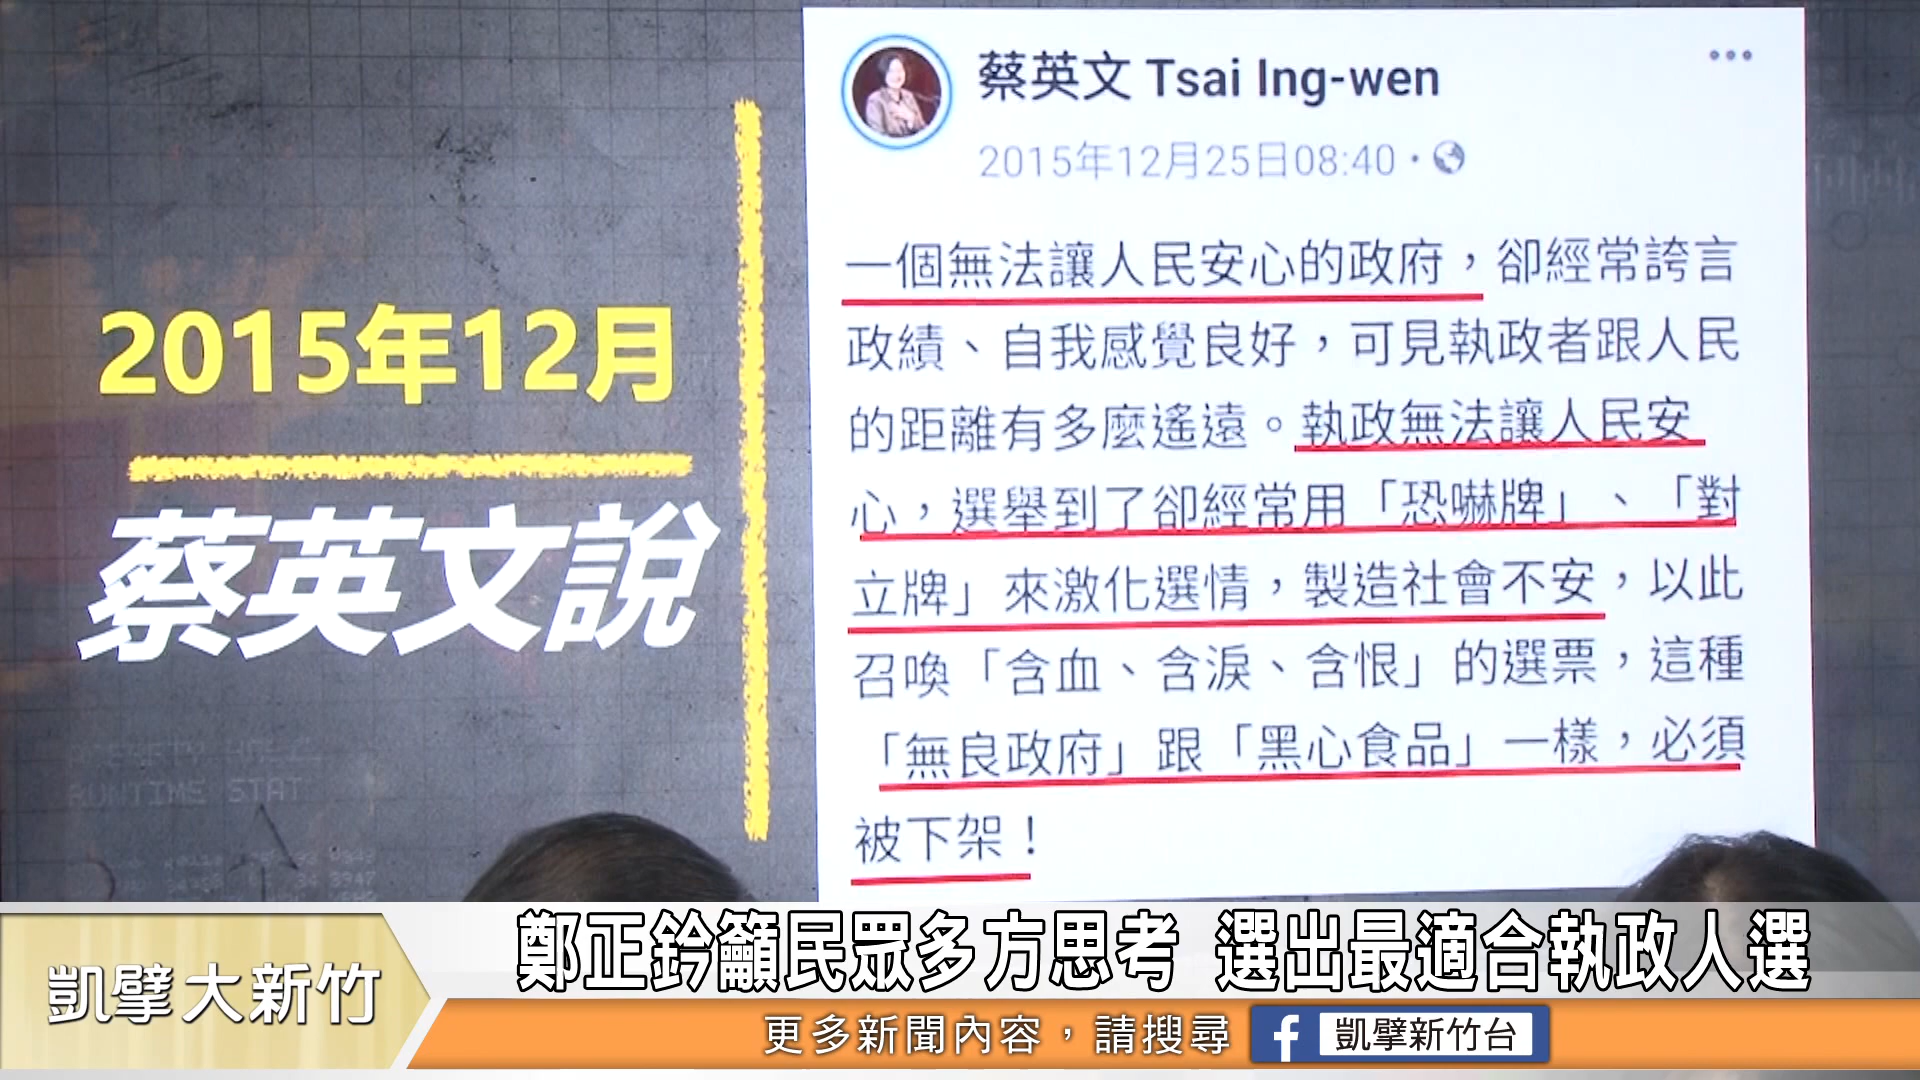 2015年12月
蔡英文說
蔡英文 Tsai Ing-wen
2015年12月25日08:40
一個無法讓人民安心的政府，卻經常誇言
政績、自我感覺良好，可見執政者跟人民
的距離有多麼遙遠。執政無法讓人民安
心，選舉到了卻經常用「恐嚇牌」、「對
立牌」來激化選情，製造社會不安，以此
召喚「含血、含淚、含恨」的選票，這種
「無良政府」跟「黑心食品」一樣，必須
被下架！
RUNTIME STAT
鄭正鈐籲民眾多方思考 選出最適合執政人選
凱擘大新竹
更多新聞內容，請搜尋 f 凱擘新竹台